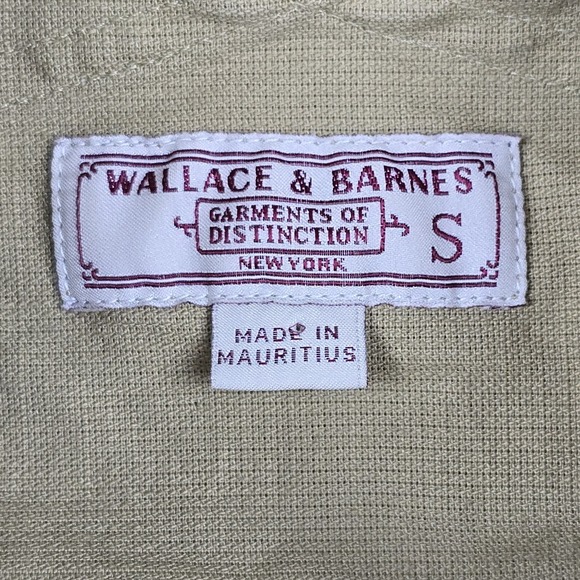 WALLACE & BARNES
GARMENTS OF
DISTINCTION
NEW YORK
S
MADE IN
MAURITIUS